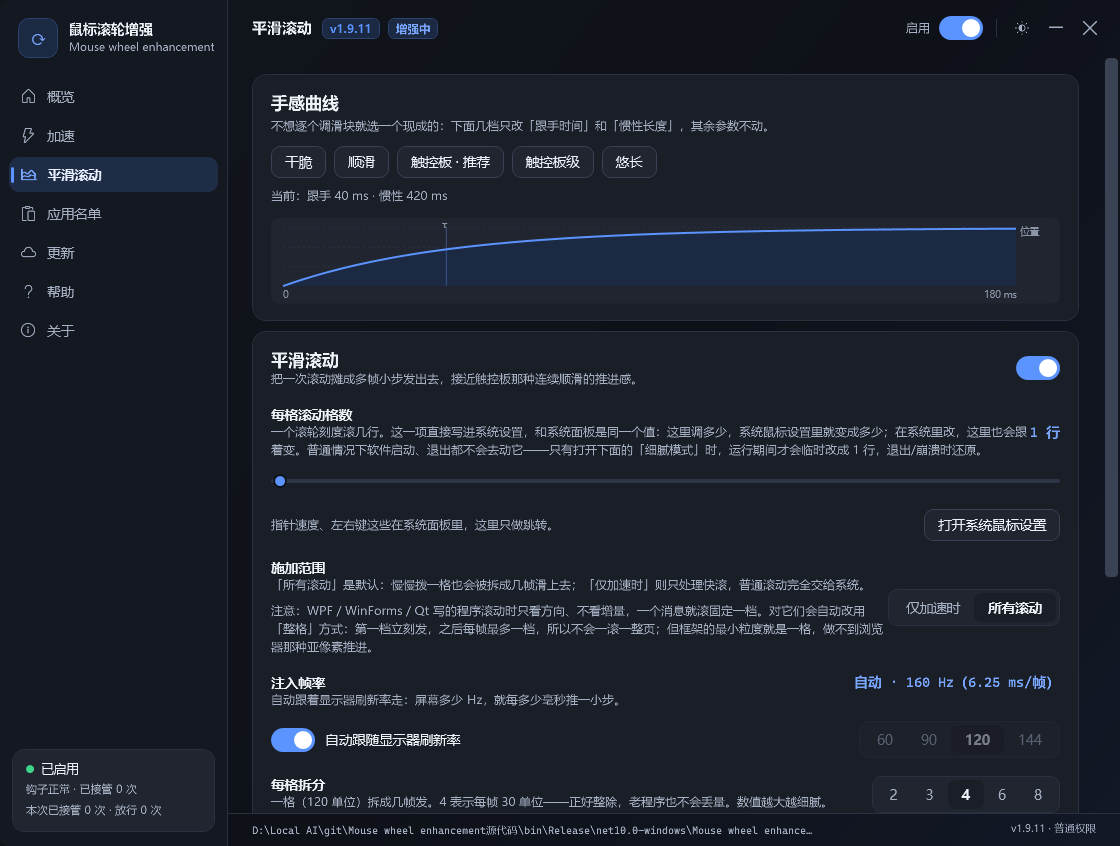 鼠标滚轮增强
Mouse wheel enhancement
概览
加速
平滑滚动
应用名单
更新
帮助
关于
已启用
钩子正常 · 已接管 0 次
本次已接管 0 次 · 放行 0 次
平滑滚动 v1.9.11 增强中
启用
手感曲线
不想逐个调滑块就选一个现成的：下面几档只改「跟手时间」和「惯性长度」，其余参数不动。
干脆 顺滑 触控板 · 推荐 触控板级 悠长
当前：跟手 40 ms · 惯性 420 ms
τ
位置
0 180 ms
平滑滚动
把一次滚动摊成多帧小步发出去，接近触控板那种连续顺滑的推进感。
每格滚动格数
一个滚轮刻度滚几行。这一项直接写进系统设置，和系统面板是同一个值：这里调多少，系统鼠标设置里就变成多少；在系统里改，这里也会跟
着变。普通情况下软件启动、退出都不会去动它——只有打开下面的「细腻模式」时，运行期间才会临时改成 1 行，退出/崩溃时还原。
1 行
指针速度、左右键这些在系统面板里，这里只做跳转。
打开系统鼠标设置
施加范围
「所有滚动」是默认：慢慢拨一格也会被拆成几帧滑上去；「仅加速时」则只处理快滚，普通滚动完全交给系统。
注意：WPF / WinForms / Qt 写的程序滚动时只看方向、不看增量，一个消息就滚固定一档。对它们会自动改用
「整格」方式：第一档立刻发，之后每帧最多一档，所以不会一滚一整页；但框架的最小粒度就是一格，做不到浏览
器那种亚像素推进。
仅加速时 所有滚动
注入帧率
自动跟着显示器刷新率走：屏幕多少 Hz，就每多少毫秒推一小步。
自动 · 160 Hz (6.25 ms/帧)
自动跟随显示器刷新率
60 90 120 144
每格拆分
一格（120 单位）拆成几帧发。4 表示每帧 30 单位——正好整除，老程序也不会丢量。数值越大越细腻。
2 3 4 6 8
D:\Local AI\git\Mouse wheel enhancement源代码\bin\Release\net10.0-windows\Mouse wheel enhance…
v1.9.11 · 普通权限